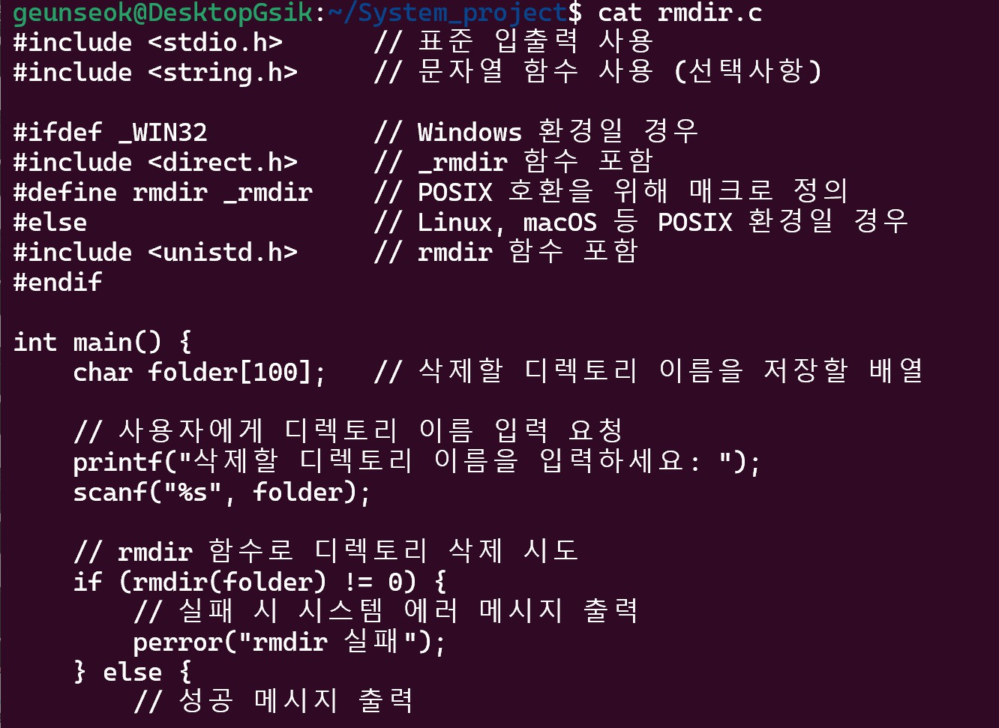 geunseok@DesktopGsik:~/System_project$ cat rmdir.c
#include <stdio.h>      // 표준 입출력 사용
#include <string.h>     // 문자열 함수 사용 (선택사항)
#ifdef _WIN32           // Windows 환경일 경우
#include <direct.h>     // _rmdir 함수 포함
#define rmdir _rmdir    // POSIX 호환을 위해 매크로 정의
#else                   // Linux, macOS 등 POSIX 환경일 경우
#include <unistd.h>     // rmdir 함수 포함
#endif
int main() {
    char folder[100];   // 삭제할 디렉토리 이름을 저장할 배열
    // 사용자에게 디렉토리 이름 입력 요청
    printf("삭제할 디렉토리 이름을 입력하세요: ");
    scanf("%s", folder);
    // rmdir 함수로 디렉토리 삭제 시도
    if (rmdir(folder) != 0) {
        // 실패 시 시스템 에러 메시지 출력
        perror("rmdir 실패");
    } else {
        // 성공 메시지 출력